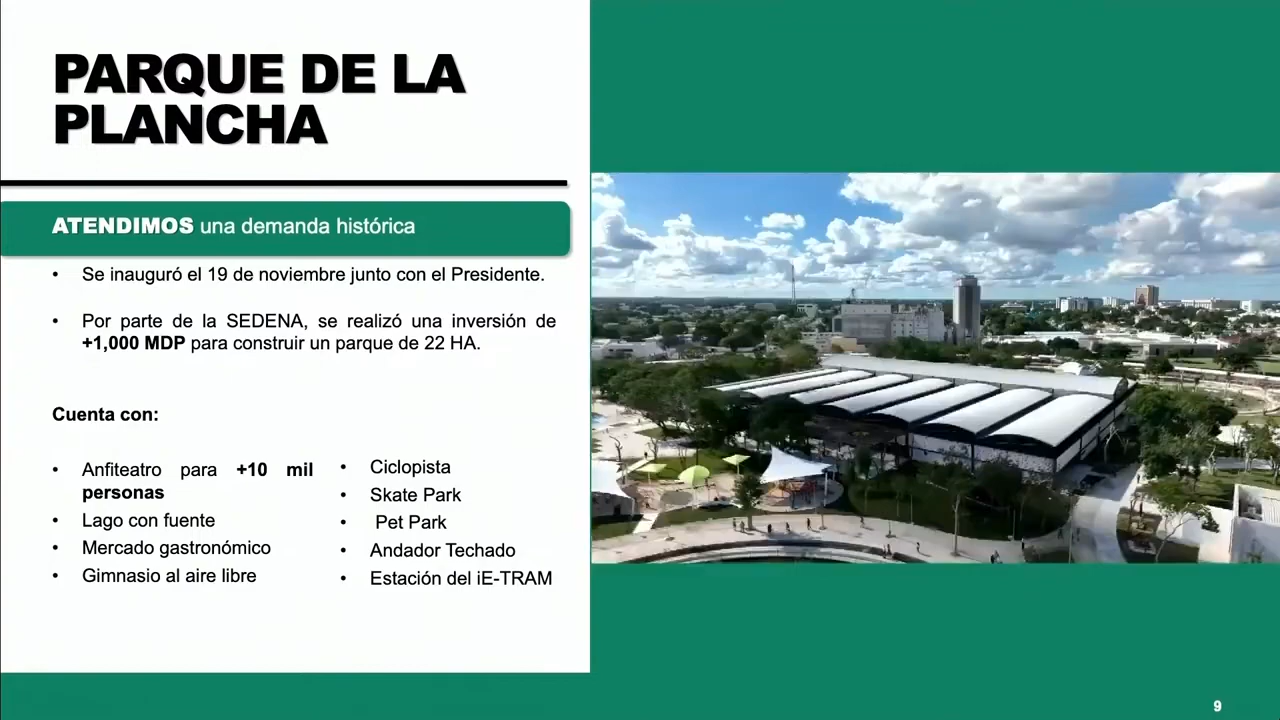 PARQUE DE LA
PLANCHA
ATENDIMOS una demanda histórica
• Se inauguró el 19 de noviembre junto con el Presidente.
• Por parte de la SEDENA, se realizó una inversión de
+1,000 MDP para construir un parque de 22 HA.
Cuenta con:
• Anfiteatro para +10 mil
personas
• Lago con fuente
• Mercado gastronómico
• Gimnasio al aire libre
• Ciclopista
• Skate Park
• Pet Park
• Andador Techado
• Estación del iE-TRAM
9